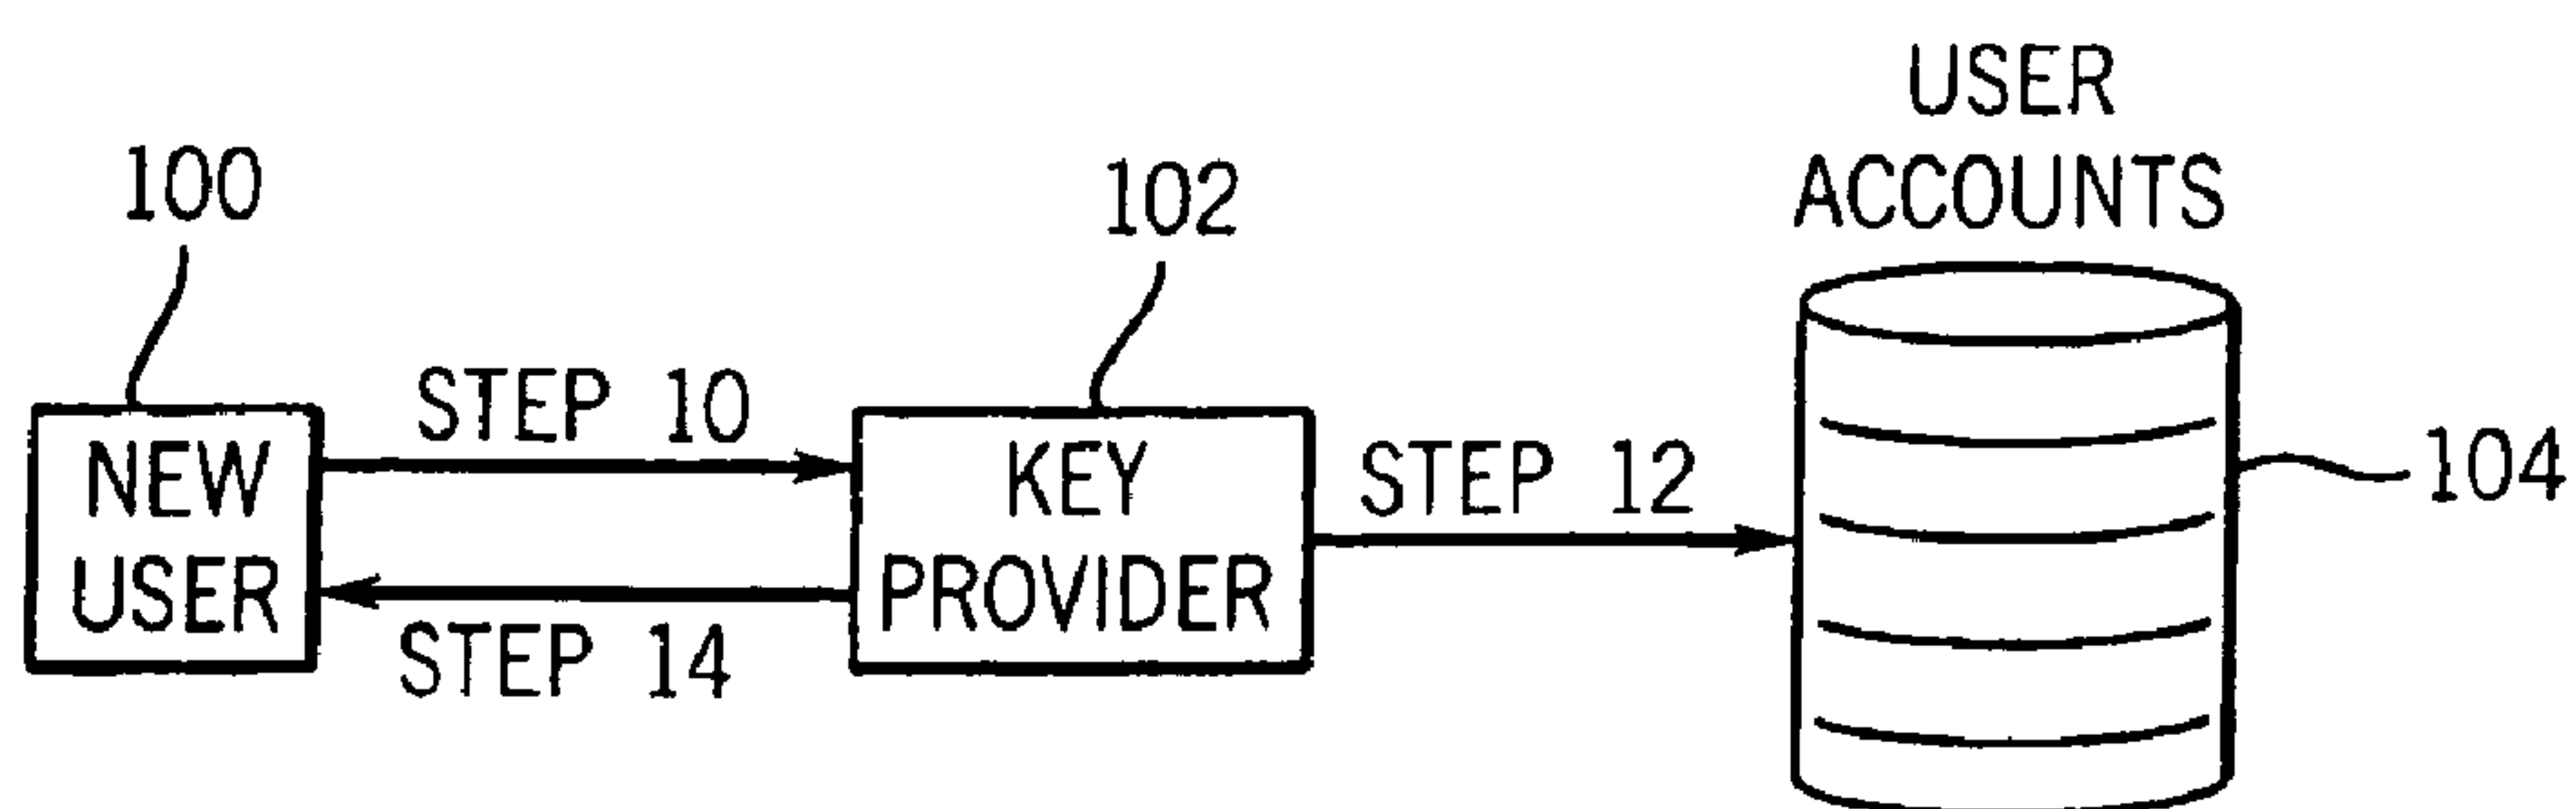 USER
ACCOUNTS
100
102
STEP 10
NEW
USER
KEY
PROVIDER
STEP 12
104
STEP 14